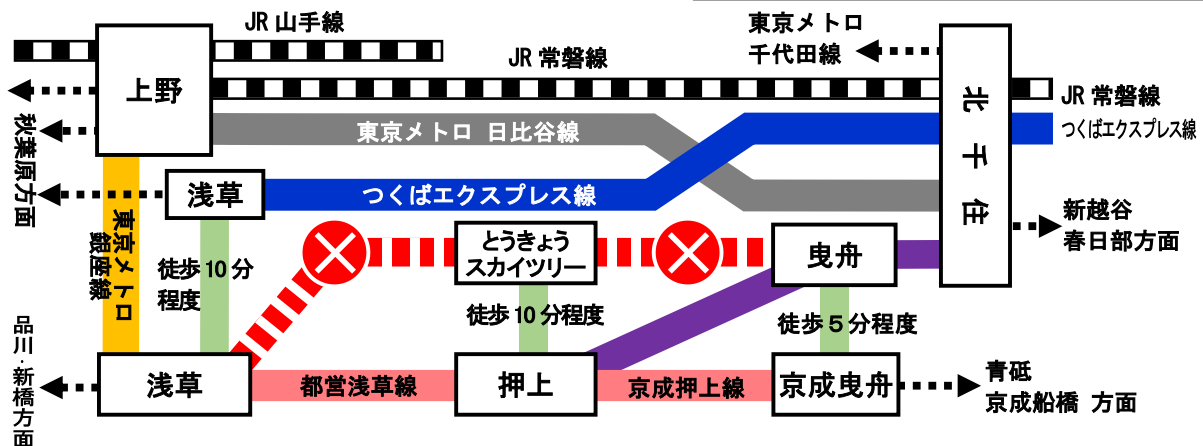 JR 山手線
東京メトロ
千代田線
JR 常磐線
上野
北千住
JR 常磐線
つくばエクスプレス線
東京メトロ 日比谷線
秋葉原方面
浅草
つくばエクスプレス線
新越谷
春日部方面
東京メトロ
銀座線
徒歩10分
程度
とうきょう
スカイツリー
曳舟
徒歩10分程度
徒歩5分程度
品川・新橋方面
浅草
都営浅草線
押上
京成押上線
京成曳舟
青砥
京成船橋 方面